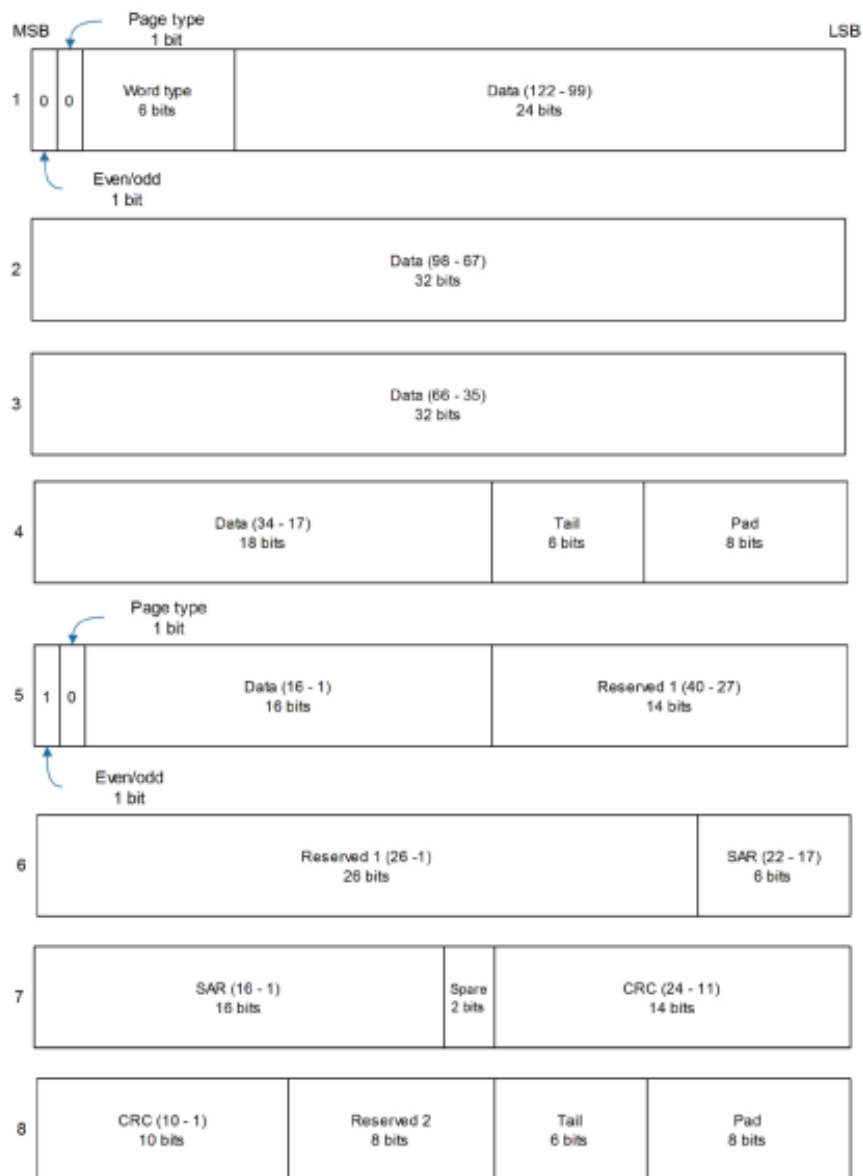 MSB
Page type
1 bit
LSB
1
0
0
Word type
6 bits
Data (122 - 99)
24 bits
Even/odd
1 bit
2
Data (98 - 67)
32 bits
3
Data (66 - 35)
32 bits
4
Data (34 - 17)
18 bits
Tail
6 bits
Pad
8 bits
Page type
1 bit
5
1
0
Data (16 - 1)
16 bits
Reserved 1 (40 - 27)
14 bits
Even/odd
1 bit
6
Reserved 1 (26 -1)
26 bits
SAR (22 - 17)
6 bits
7
SAR (16 - 1)
16 bits
Spare
2 bits
CRC (24 - 11)
14 bits
8
CRC (10 - 1)
10 bits
Reserved 2
8 bits
Tail
6 bits
Pad
8 bits